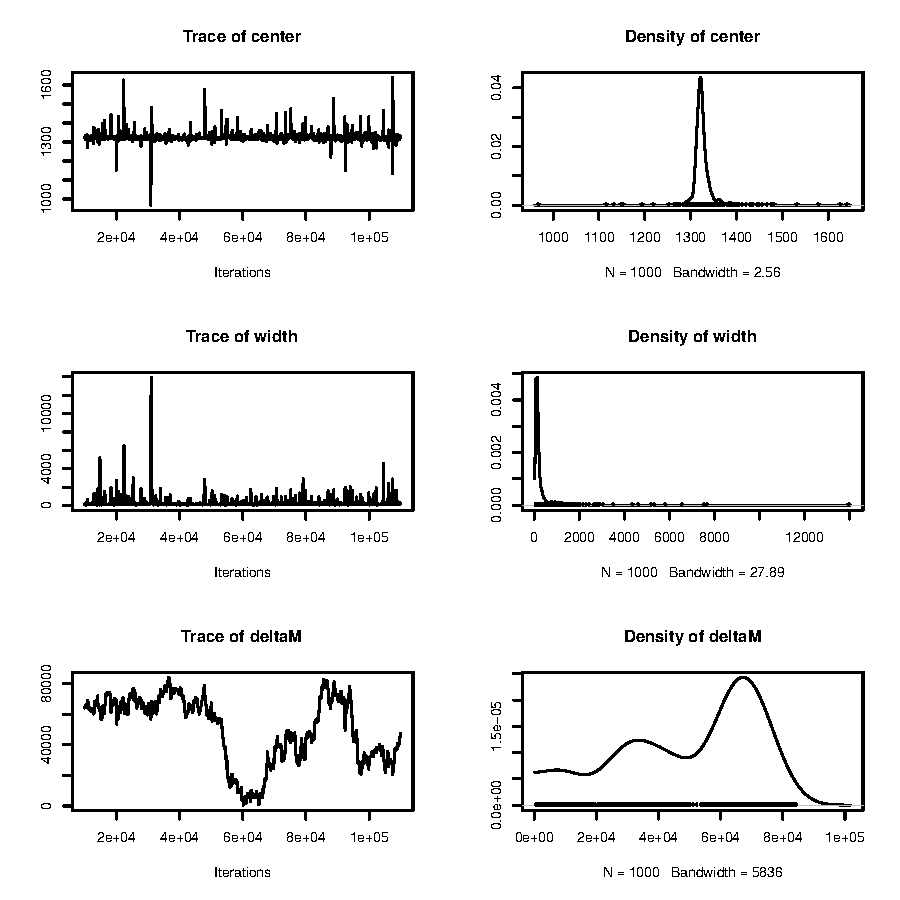 Trace of center
1000 1300 1600
2e+04 4e+04 6e+04 8e+04 1e+05
Iterations
Density of center
0.00 0.02 0.04
1000 1100 1200 1300 1400 1500 1600
N = 1000 Bandwidth = 2.56
Trace of width
0 4000 10000
2e+04 4e+04 6e+04 8e+04 1e+05
Iterations
Density of width
0.000 0.002 0.004
0 2000 4000 6000 8000 12000
N = 1000 Bandwidth = 27.89
Trace of deltaM
0 40000 80000
2e+04 4e+04 6e+04 8e+04 1e+05
Iterations
Density of deltaM
0.0e+00 1.5e-05
0e+00 2e+04 4e+04 6e+04 8e+04 1e+05
N = 1000 Bandwidth = 5836